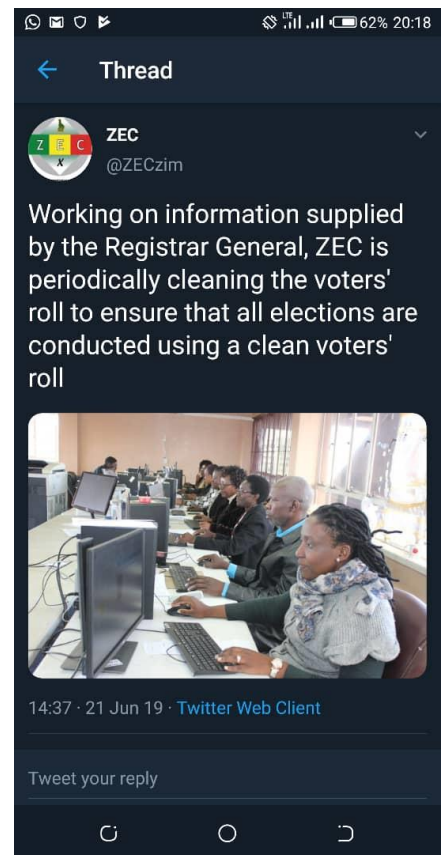 LTE 62% 20:18
Thread
Z E C
X
ZEC
@ZECzim
Working on information supplied
by the Registrar General, ZEC is
periodically cleaning the voters'
roll to ensure that all elections are
conducted using a clean voters'
roll
14:37 · 21 Jun 19 · Twitter Web Client
Tweet your reply